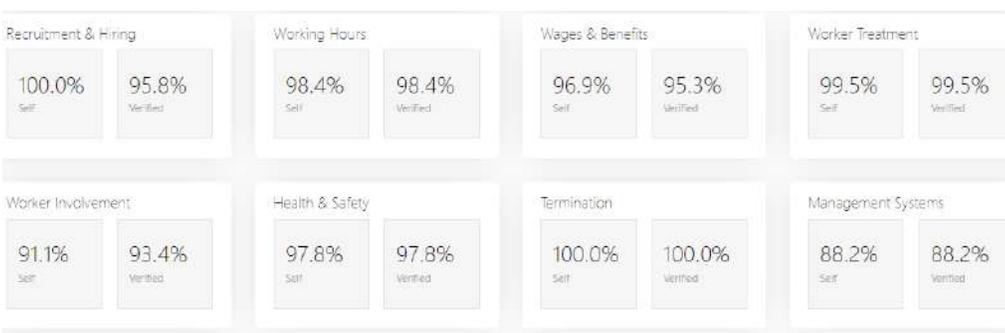 Recruitment & Hiring
100.0%
Self
95.8%
Verified
Working Hours
98.4%
Self
98.4%
Verified
Wages & Benefits
96.9%
Self
95.3%
Verified
Worker Treatment
99.5%
Self
99.5%
Verified
Worker Involvement
91.1%
Self
93.4%
Verified
Health & Safety
97.8%
Self
97.8%
Verified
Termination
100.0%
Self
100.0%
Verified
Management Systems
88.2%
Self
88.2%
Verified